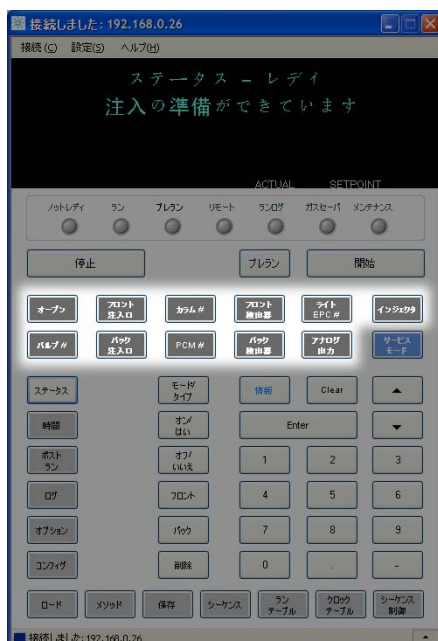 接続しました: 192.168.0.26
接続(C) 設定(S) ヘルプ(H)
ステータス - レディ
注入の準備ができています
ACTUAL SETPOINT
ノットレディ ラン プレラン リモート ランログ ガスセーバ メンテナンス
停止 プレラン 開始
オーブン フロント注入口 カラム# フロント検出器 ライトEPC# インジェクタ
バルブ# バック注入口 PCM# バック検出器 アナログ出力 サービスモード
ステータス モード/タイプ 情報 Clear
時間 オン/はい Enter
ポストラン オフ/いいえ 1 2 3
ログ フロント 4 5 6
オプション バック 7 8 9
コンフィグ 削除 0 . -
ロード メソッド 保存 シーケンス ランテーブル クロックテーブル シーケンス制御
接続しました: 192.168.0.26